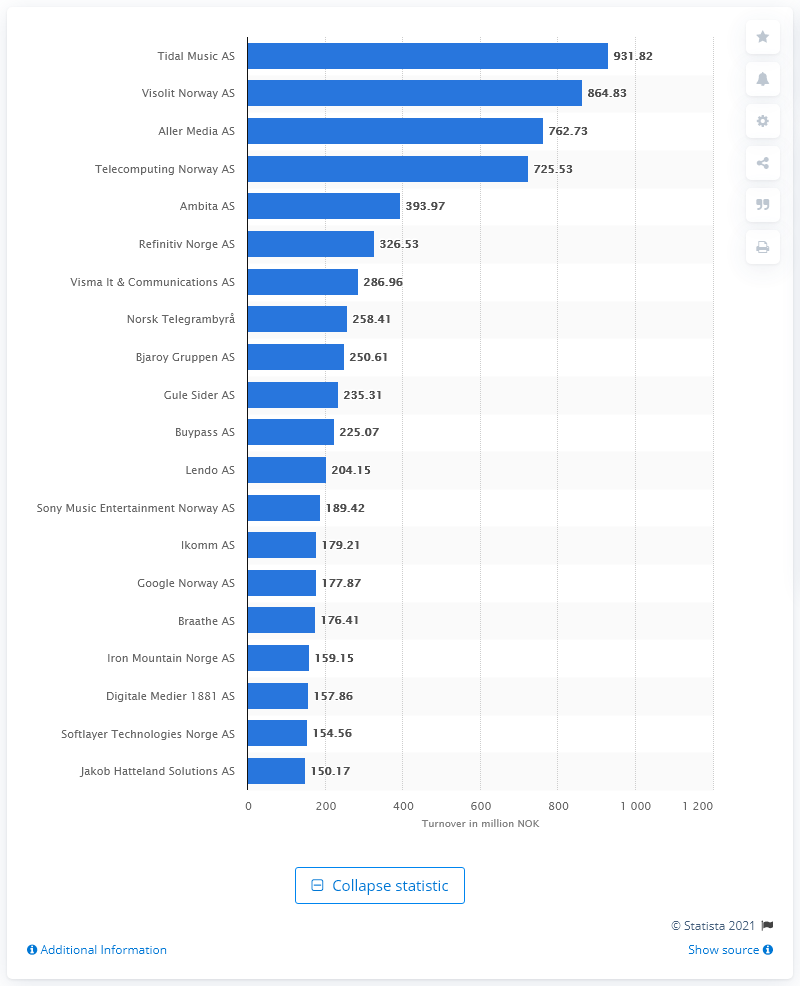 Tidal Music AS 931.82
Visolit Norway AS 864.83
Aller Media AS 762.73
Telecomputing Norway AS 725.53
Ambita AS 393.97
Refinitiv Norge AS 326.53
Visma It & Communications AS 286.96
Norsk Telegrambyrå 258.41
Bjaroy Gruppen AS 250.61
Gule Sider AS 235.31
Buypass AS 225.07
Lendo AS 204.15
Sony Music Entertainment Norway AS 189.42
Ikomm AS 179.21
Google Norway AS 177.87
Braathe AS 176.41
Iron Mountain Norge AS 159.15
Digitale Medier 1881 AS 157.86
Softlayer Technologies Norge AS 154.56
Jakob Hatteland Solutions AS 150.17
0 200 400 600 800 1 000 1 200
Turnover in million NOK
Collapse statistic
© Statista 2021
Additional Information Show source